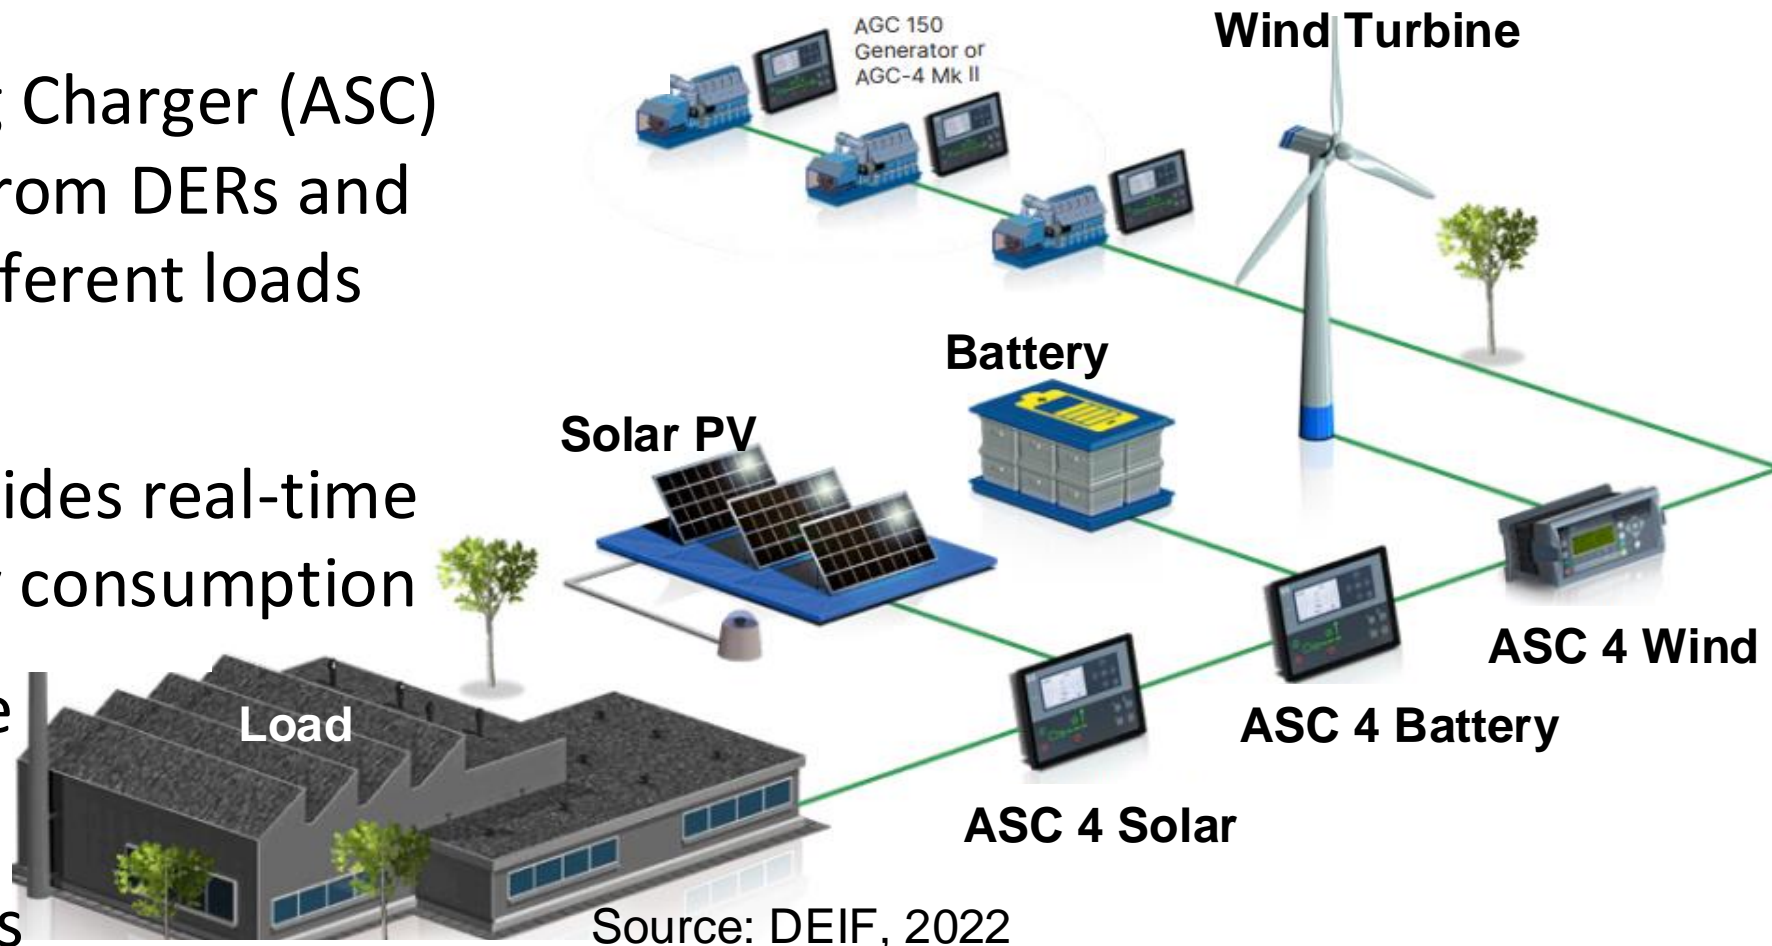 Charger (ASC)
rom DERs and
ferent loads
ides real-time
consumption
e
s
AGC 150
Generator or
AGC-4 Mk II
Wind Turbine
Battery
Solar PV
Load
ASC 4 Wind
ASC 4 Battery
ASC 4 Solar
Source: DEIF, 2022